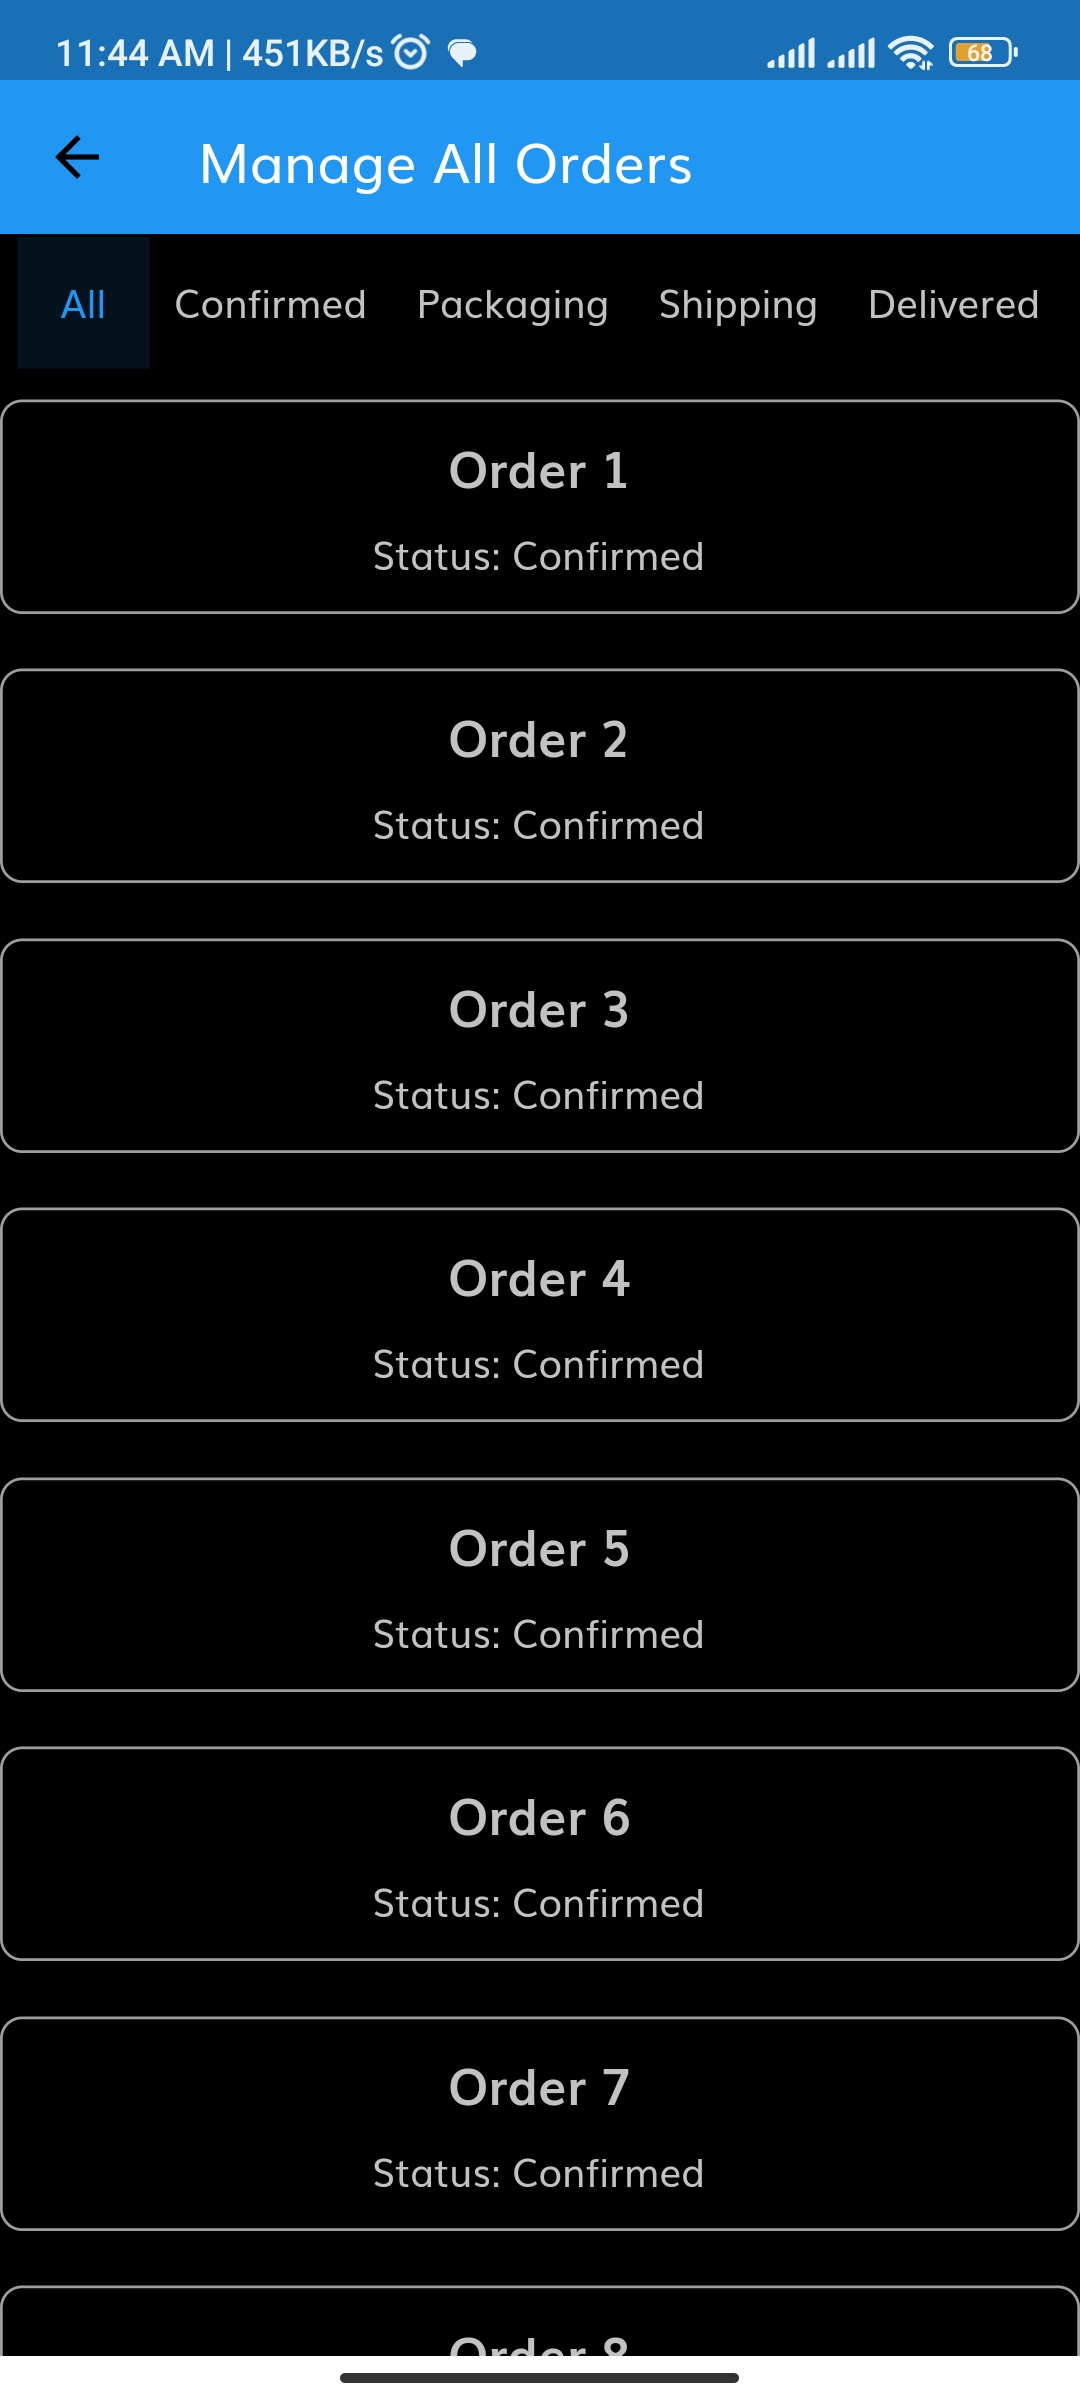 11:44 AM | 451KB/s 68
Manage All Orders
All Confirmed Packaging Shipping Delivered
Order 1
Status: Confirmed
Order 2
Status: Confirmed
Order 3
Status: Confirmed
Order 4
Status: Confirmed
Order 5
Status: Confirmed
Order 6
Status: Confirmed
Order 7
Status: Confirmed
Order 8